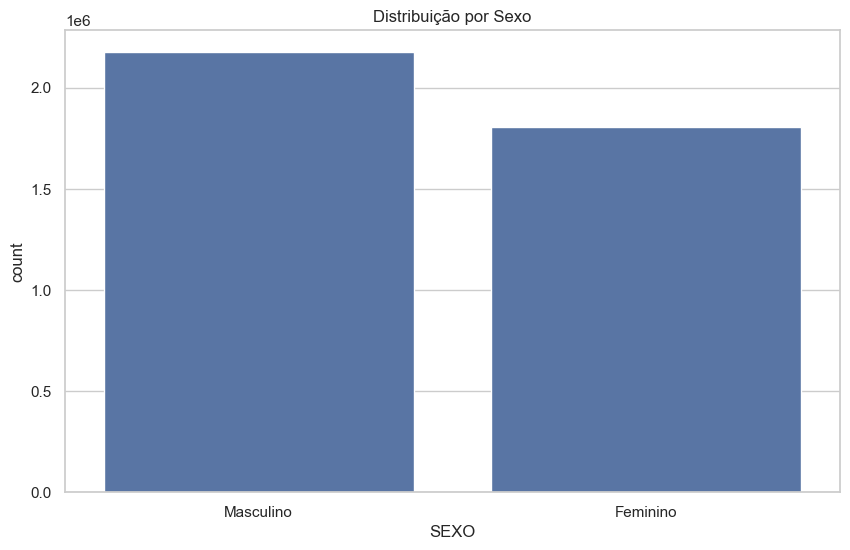 Distribuição por Sexo
1e6
2.0
1.5
1.0
0.5
0.0
count
Masculino
Feminino
SEXO